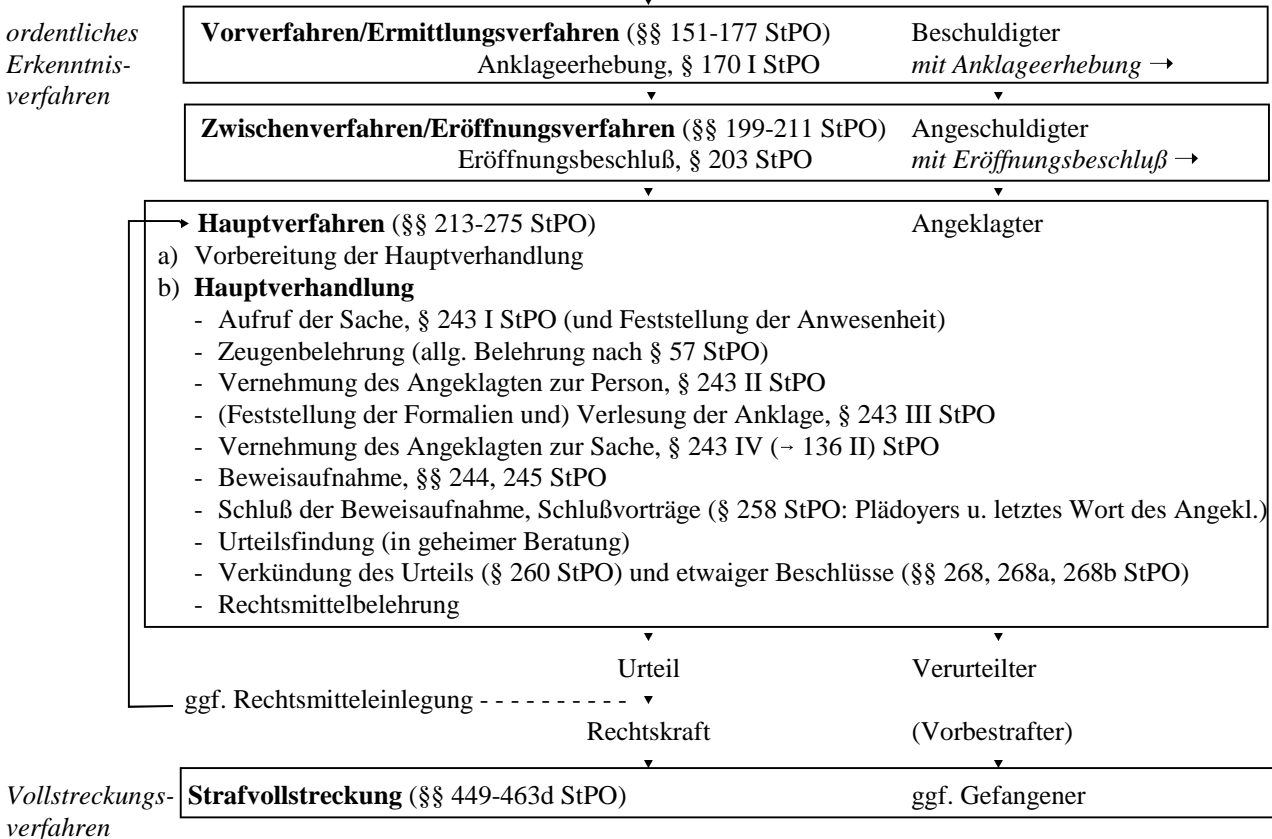 ordentliches Vorverfahren/Ermittlungsverfahren (§§ 151-177 StPO) Beschuldigter
Erkenntnis- Anklageerhebung, § 170 I StPO mit Anklageerhebung →
verfahren
Zwischenverfahren/Eröffnungsverfahren (§§ 199-211 StPO) Angeschuldigter
Eröffnungsbeschluß, § 203 StPO mit Eröffnungsbeschluß →
Hauptverfahren (§§ 213-275 StPO) Angeklagter
a) Vorbereitung der Hauptverhandlung
b) Hauptverhandlung
- Aufruf der Sache, § 243 I StPO (und Feststellung der Anwesenheit)
- Zeugenbelehrung (allg. Belehrung nach § 57 StPO)
- Vernehmung des Angeklagten zur Person, § 243 II StPO
- (Feststellung der Formalien und) Verlesung der Anklage, § 243 III StPO
- Vernehmung des Angeklagten zur Sache, § 243 IV (→ 136 II) StPO
- Beweisaufnahme, §§ 244, 245 StPO
- Schluß der Beweisaufnahme, Schlußvorträge (§ 258 StPO: Plädoyers u. letztes Wort des Angekl.)
- Urteilsfindung (in geheimer Beratung)
- Verkündung des Urteils (§ 260 StPO) und etwaiger Beschlüsse (§§ 268, 268a, 268b StPO)
- Rechtsmittelbelehrung
Urteil Verurteilter
ggf. Rechtsmitteleinlegung - - - - - - - - - -
Rechtskraft (Vorbestrafter)
Vollstreckungs- Strafvollstreckung (§§ 449-463d StPO) ggf. Gefangener
verfahren